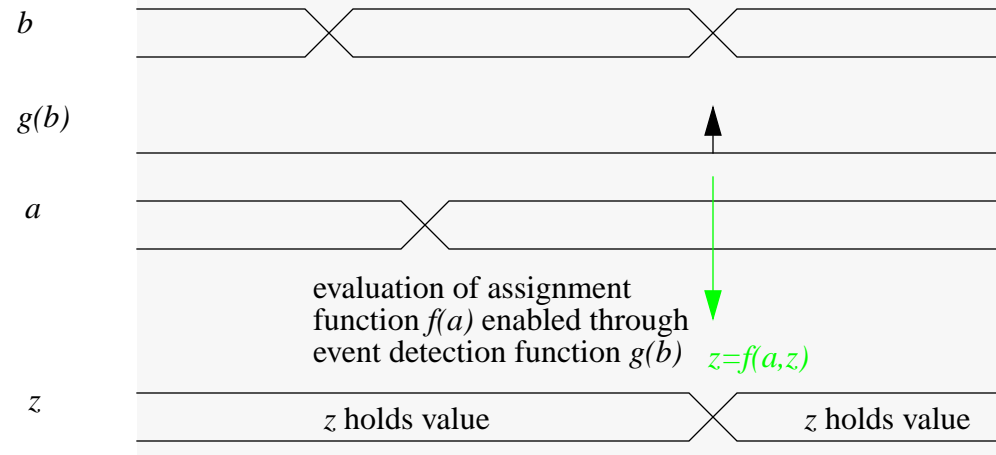 b
g(b)
a
evaluation of assignment
function f(a) enabled through
event detection function g(b)
z=f(a,z)
z
z holds value
z holds value